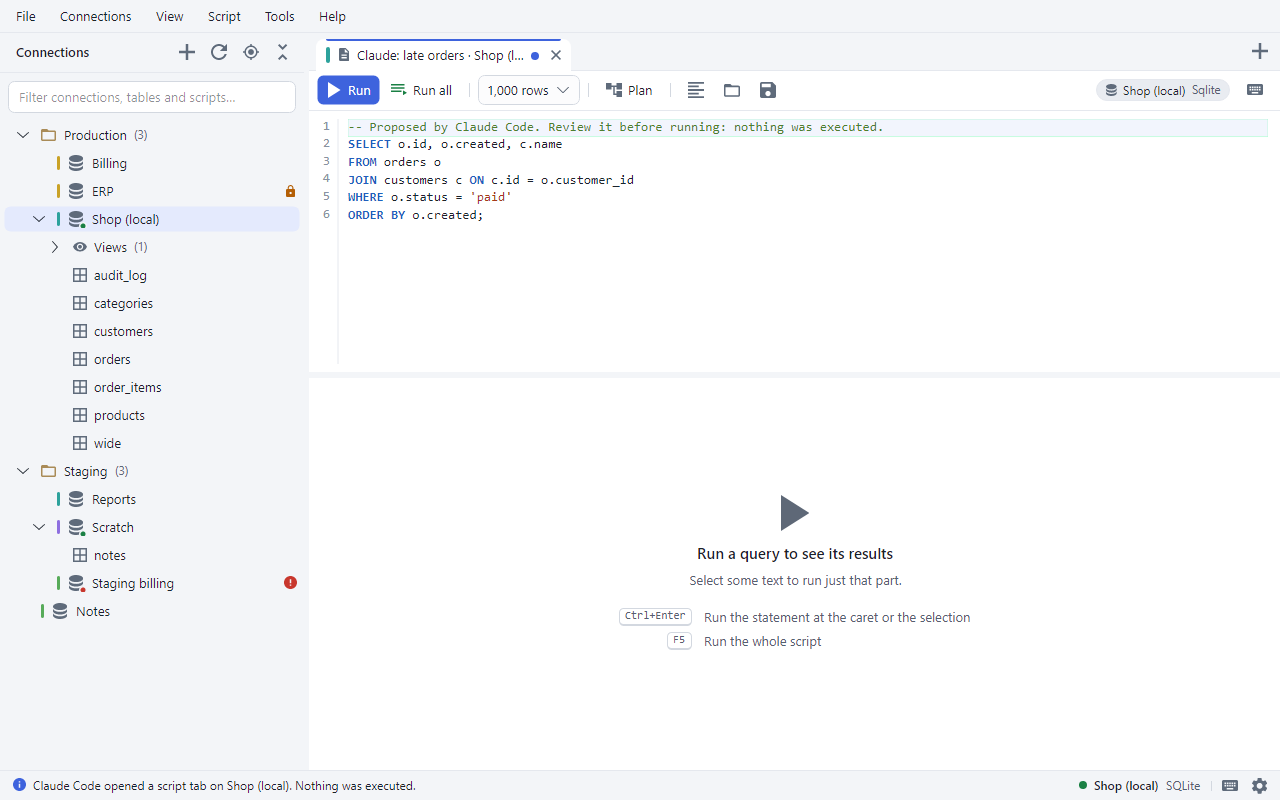 File Connections View Script Tools Help
Connections
Claude: late orders · Shop (l...
Filter connections, tables and scripts...
Run Run all 1,000 rows Plan Shop (local) Sqlite
Production (3)
Billing
ERP
Shop (local)
Views (1)
audit_log
categories
customers
orders
order_items
products
wide
Staging (3)
Reports
Scratch
notes
Staging billing
Notes
1 -- Proposed by Claude Code. Review it before running: nothing was executed.
2 SELECT o.id, o.created, c.name
3 FROM orders o
4 JOIN customers c ON c.id = o.customer_id
5 WHERE o.status = 'paid'
6 ORDER BY o.created;
Run a query to see its results
Select some text to run just that part.
Ctrl+Enter Run the statement at the caret or the selection
F5 Run the whole script
Claude Code opened a script tab on Shop (local). Nothing was executed.
Shop (local) SQLite